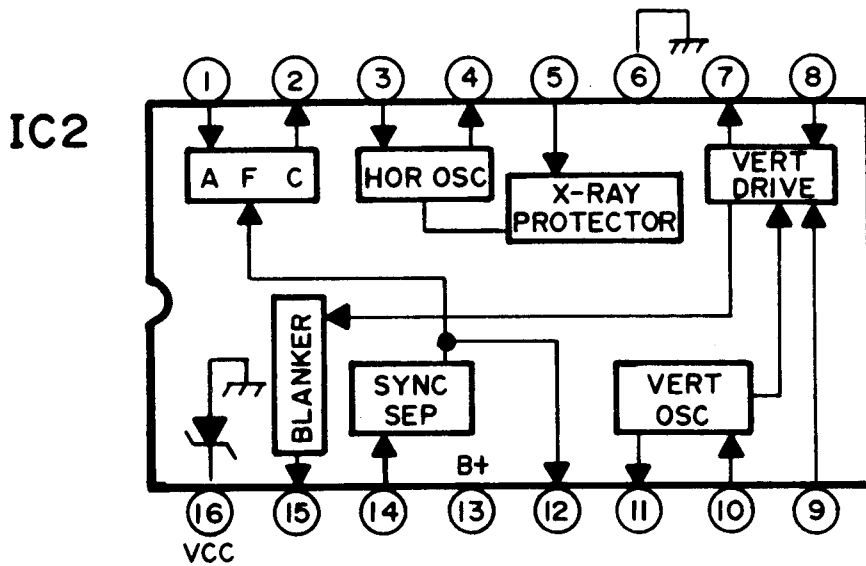 1 2 3 4 5 6 7 8
IC2
A F C
HOR OSC
X-RAY
PROTECTOR
VERT
DRIVE
BLANKER
SYNC
SEP
VERT
OSC
B+
16 15 14 13 12 11 10 9
VCC